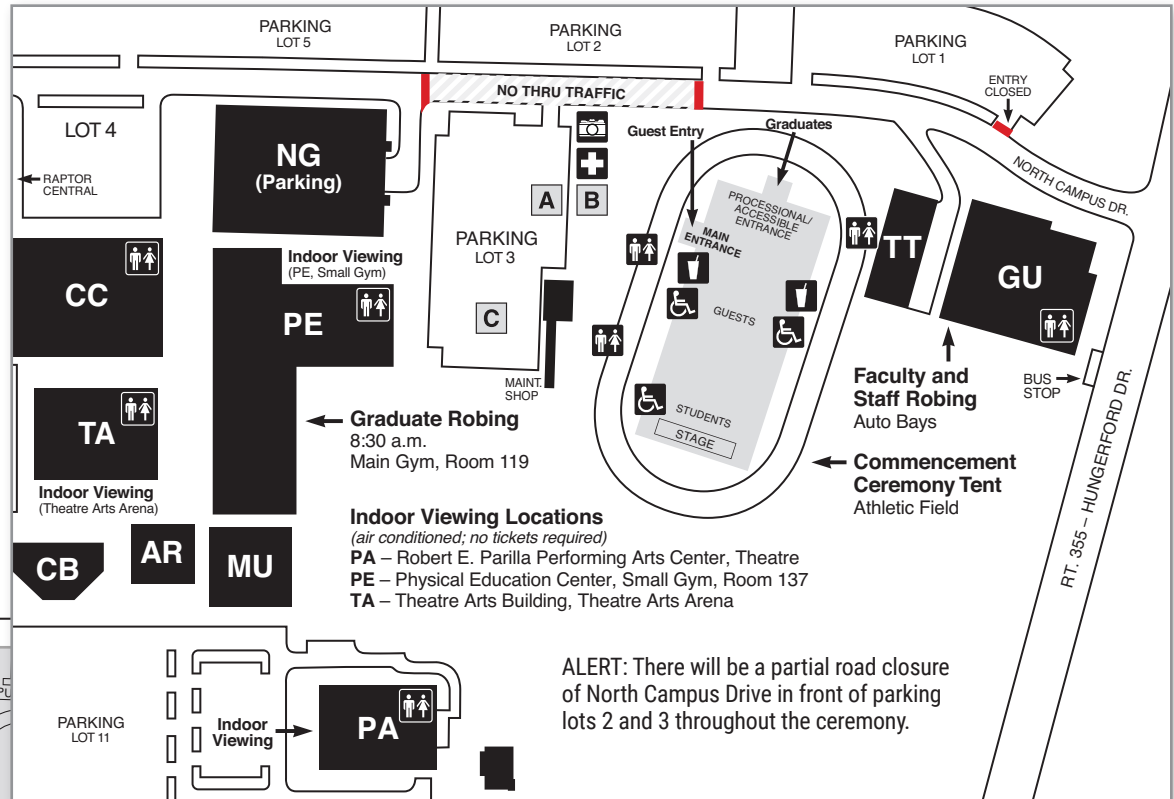 PARKING
LOT 5
PARKING
LOT 2
PARKING
LOT 1
ENTRY
CLOSED
NO THRU TRAFFIC
LOT 4
RAPTOR
CENTRAL
NG
(Parking)
Guest Entry
Graduates
NORTH CAMPUS DR.
A
B
PROCESSIONAL/
ACCESSIBLE
ENTRANCE
MAIN
ENTRANCE
TT
GU
PARKING
LOT 3
C
Indoor Viewing
(PE, Small Gym)
CC
PE
GUESTS
MAINT.
SHOP
BUS
STOP
Faculty and
Staff Robing
Auto Bays
STUDENTS
STAGE
TA
Indoor Viewing
(Theatre Arts Arena)
Graduate Robing
8:30 a.m.
Main Gym, Room 119
Commencement
Ceremony Tent
Athletic Field
RT. 355 – HUNGERFORD DR.
Indoor Viewing Locations
(air conditioned; no tickets required)
PA – Robert E. Parilla Performing Arts Center, Theatre
PE – Physical Education Center, Small Gym, Room 137
TA – Theatre Arts Building, Theatre Arts Arena
CB
AR
MU
ALERT: There will be a partial road closure
of North Campus Drive in front of parking
lots 2 and 3 throughout the ceremony.
PARKING
LOT 11
Indoor
Viewing
PA